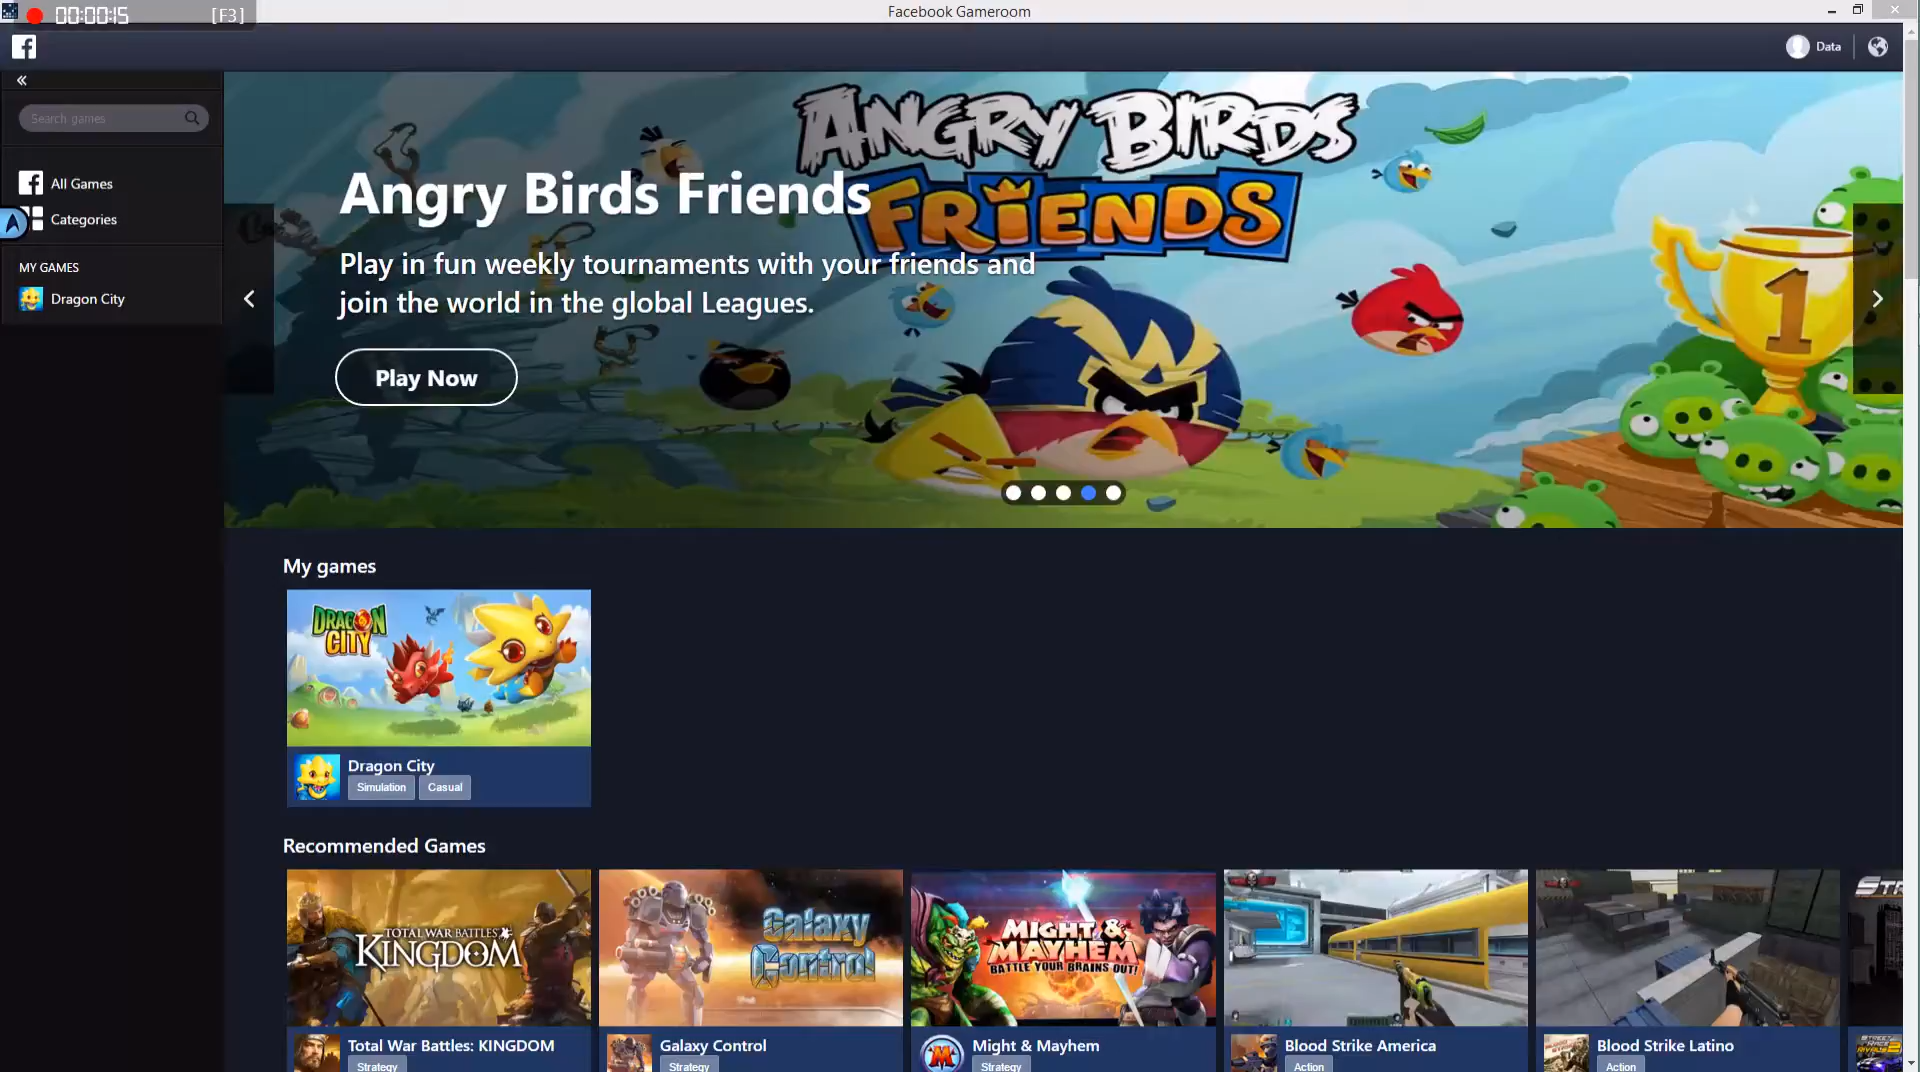 00:00:15 [F3]
Facebook Gameroom
Data
Search games
All Games
Categories
MY GAMES
Dragon City
ANGRY BIRDS
FRIENDS
Angry Birds Friends
Play in fun weekly tournaments with your friends and
join the world in the global Leagues.
Play Now
1
My games
DRAGON
CITY
Dragon City
Simulation Casual
Recommended Games
TOTAL WAR BATTLES
KINGDOM
Galaxy
Control
MIGHT &
MAYHEM
BATTLE YOUR BRAINS OUT!
Total War Battles: KINGDOM
Strategy
Galaxy Control
Strategy
Might & Mayhem
Strategy
Blood Strike America
Action
Blood Strike Latino
Action